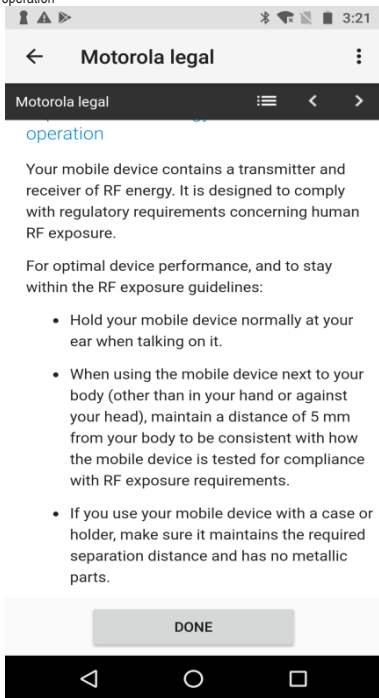 operation
3:21
Motorola legal
Motorola legal
operation
Your mobile device contains a transmitter and
receiver of RF energy. It is designed to comply
with regulatory requirements concerning human
RF exposure.
For optimal device performance, and to stay
within the RF exposure guidelines:
• Hold your mobile device normally at your
ear when talking on it.
• When using the mobile device next to your
body (other than in your hand or against
your head), maintain a distance of 5 mm
from your body to be consistent with how
the mobile device is tested for compliance
with RF exposure requirements.
• If you use your mobile device with a case or
holder, make sure it maintains the required
separation distance and has no metallic
parts.
DONE